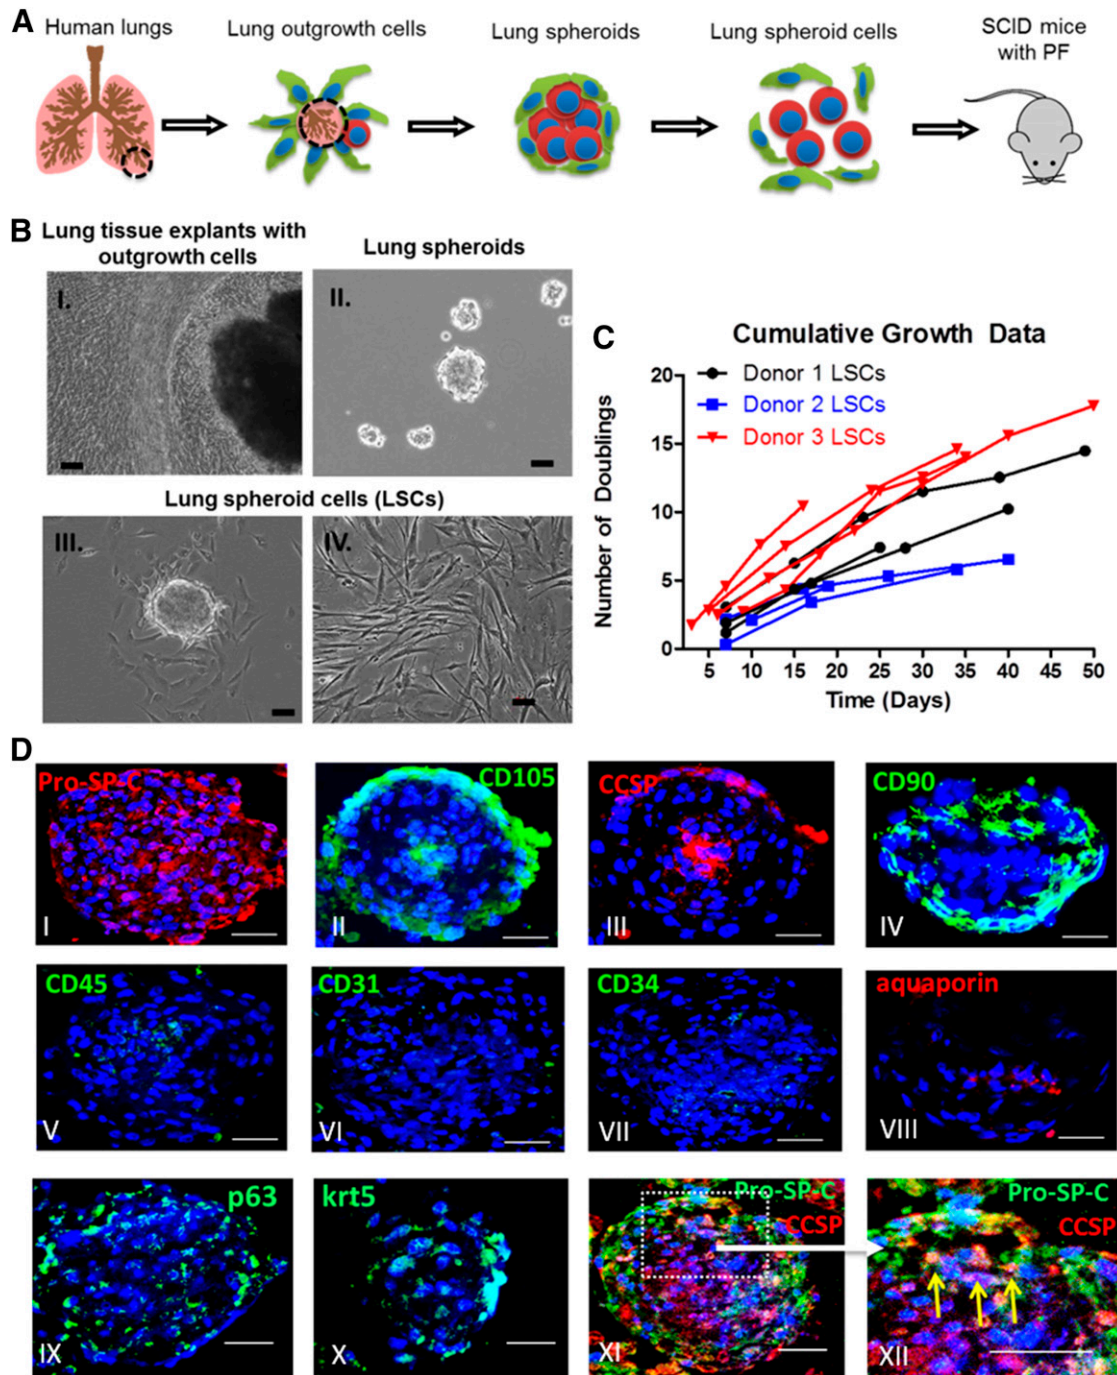 A
Human lungs
Lung outgrowth cells
Lung spheroids
Lung spheroid cells
SCID mice
with PF
B
Lung tissue explants with
outgrowth cells
Lung spheroids
I.
II.
Lung spheroid cells (LSCs)
III.
IV.
C
Cumulative Growth Data
Donor 1 LSCs
Donor 2 LSCs
Donor 3 LSCs
Number of Doublings
20
15
10
5
0
5 10 15 20 25 30 35 40 45 50
Time (Days)
D
Pro-SP-C
I
CD105
II
CCSP
III
CD90
IV
CD45
V
CD31
VI
CD34
VII
aquaporin
VIII
p63
IX
krt5
X
Pro-SP-C
CCSP
XI
Pro-SP-C
CCSP
XII